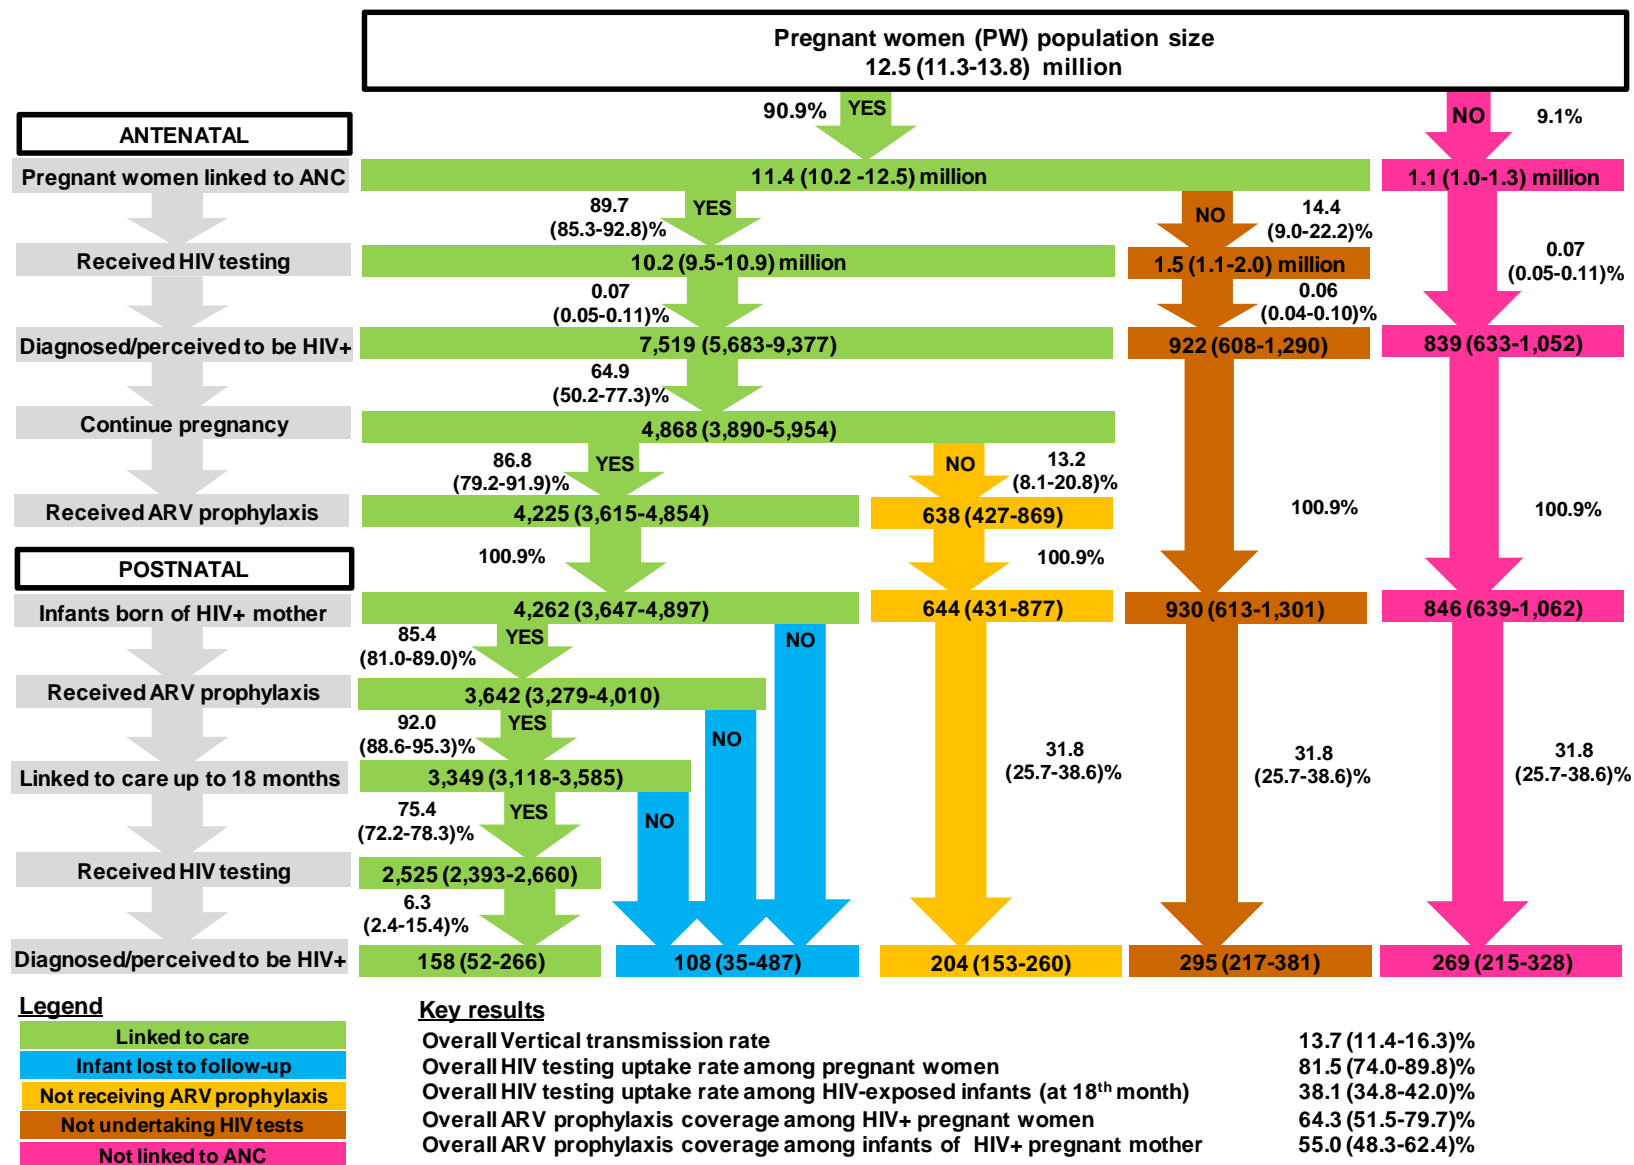 Pregnant women (PW) population size
12.5 (11.3-13.8) million
90.9%
YES
NO
9.1%
ANTENATAL
Pregnant women linked to ANC
11.4 (10.2 -12.5) million
1.1 (1.0-1.3) million
89.7
(85.3-92.8)%
YES
NO
14.4
(9.0-22.2)%
0.07
(0.05-0.11)%
Received HIV testing
10.2 (9.5-10.9) million
1.5 (1.1-2.0) million
0.07
(0.05-0.11)%
0.06
(0.04-0.10)%
Diagnosed/perceived to be HIV+
7,519 (5,683-9,377)
922 (608-1,290)
839 (633-1,052)
64.9
(50.2-77.3)%
Continue pregnancy
4,868 (3,890-5,954)
86.8
(79.2-91.9)%
YES
NO
13.2
(8.1-20.8)%
100.9%
100.9%
Received ARV prophylaxis
4,225 (3,615-4,854)
638 (427-869)
100.9%
100.9%
POSTNATAL
Infants born of HIV+ mother
4,262 (3,647-4,897)
644 (431-877)
930 (613-1,301)
846 (639-1,062)
85.4
(81.0-89.0)%
YES
NO
Received ARV prophylaxis
3,642 (3,279-4,010)
92.0
(88.6-95.3)%
YES
NO
31.8
(25.7-38.6)%
31.8
(25.7-38.6)%
31.8
(25.7-38.6)%
Linked to care up to 18 months
3,349 (3,118-3,585)
75.4
(72.2-78.3)%
YES
NO
Received HIV testing
2,525 (2,393-2,660)
6.3
(2.4-15.4)%
Diagnosed/perceived to be HIV+
158 (52-266)
108 (35-487)
204 (153-260)
295 (217-381)
269 (215-328)
Legend
Linked to care
Infant lost to follow-up
Not receiving ARV prophylaxis
Not undertaking HIV tests
Not linked to ANC
Key results
Overall Vertical transmission rate 13.7 (11.4-16.3)%
Overall HIV testing uptake rate among pregnant women 81.5 (74.0-89.8)%
Overall HIV testing uptake rate among HIV-exposed infants (at 18th month) 38.1 (34.8-42.0)%
Overall ARV prophylaxis coverage among HIV+ pregnant women 64.3 (51.5-79.7)%
Overall ARV prophylaxis coverage among infants of HIV+ pregnant mother 55.0 (48.3-62.4)%